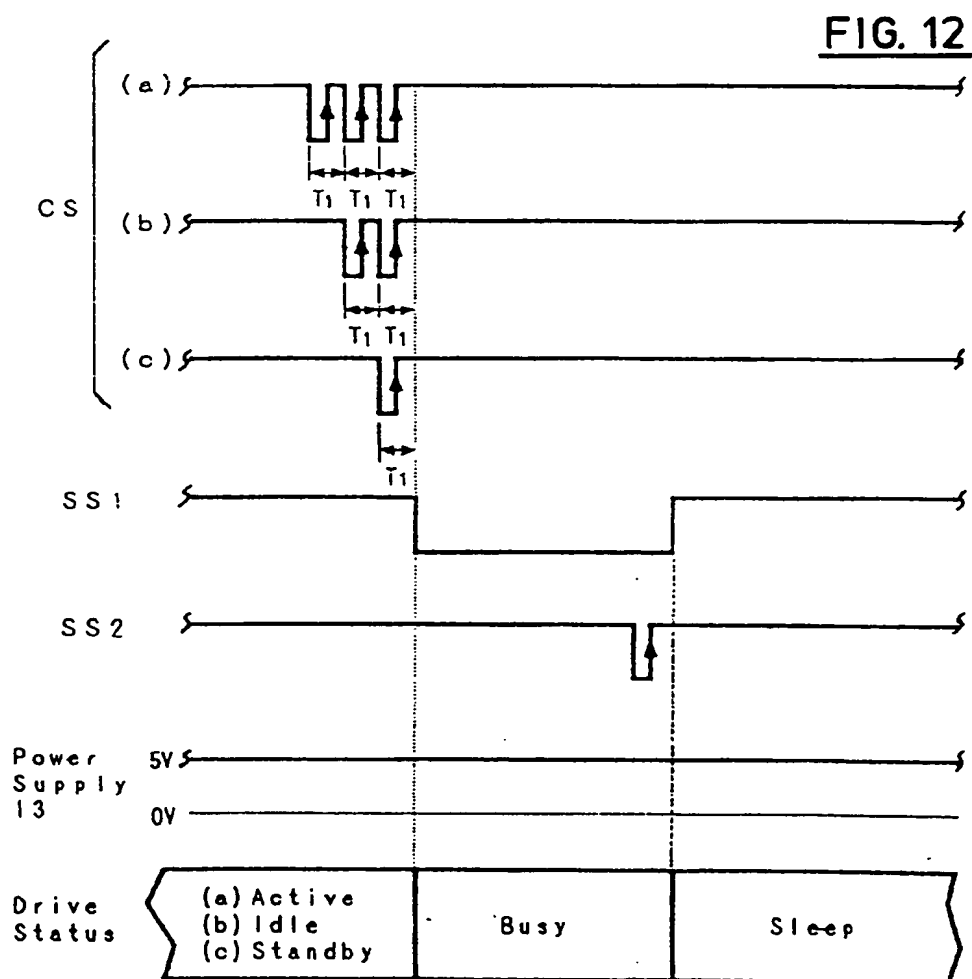 FIG. 12
(a)
T1 T1 T1
CS
(b)
T1 T1
(c)
T1
SS1
SS2
Power
Supply
13
5V
0V
Drive
Status
(a) Active
(b) Idle
(c) Standby
Busy
Sleep